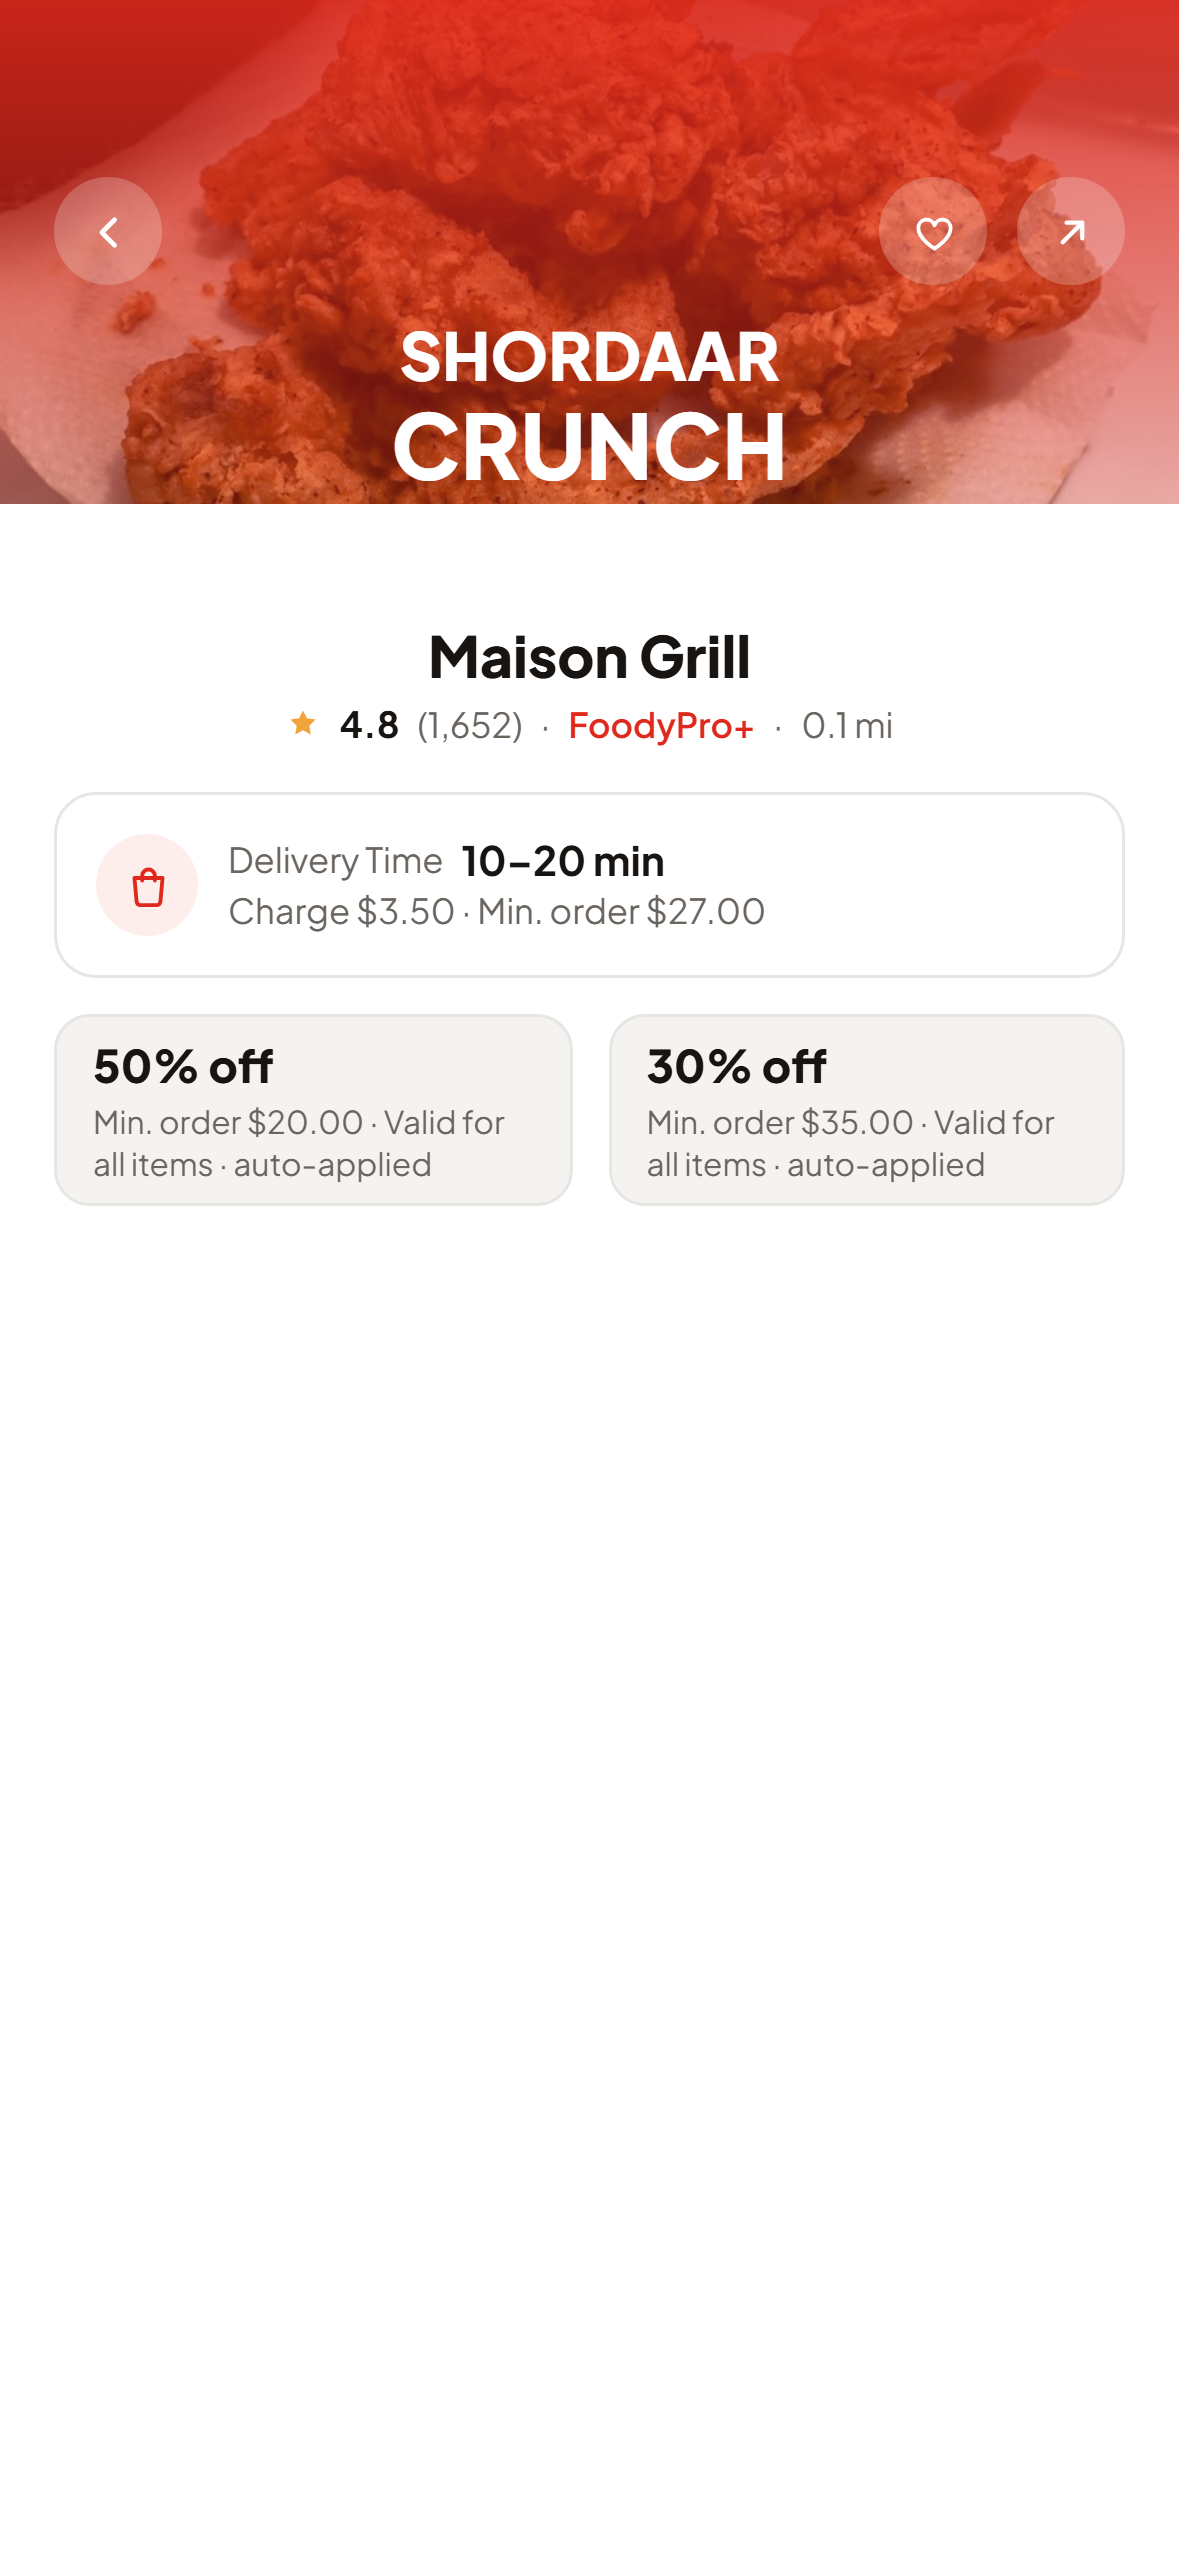 SHORDAAR
CRUNCH
Maison Grill
4.8 (1,652) · FoodyPro+ · 0.1 mi
Delivery Time 10–20 min
Charge $3.50 · Min. order $27.00
50% off
Min. order $20.00 · Valid for
all items · auto-applied
30% off
Min. order $35.00 · Valid for
all items · auto-applied